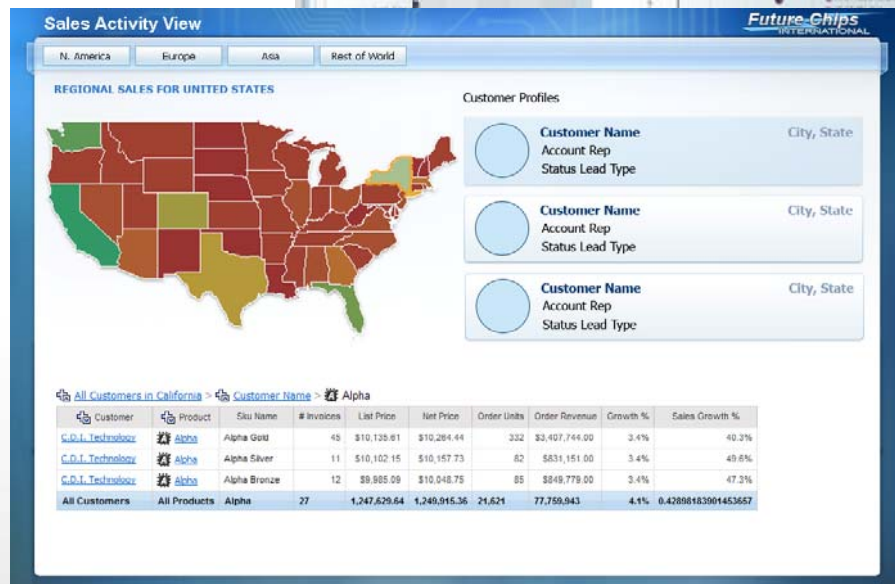 Sales Activity View
Future Chips
INTERNATIONAL
N. America Europe Asia Rest of World
REGIONAL SALES FOR UNITED STATES
Customer Profiles
Customer Name City, State
Account Rep
Status Lead Type
Customer Name City, State
Account Rep
Status Lead Type
Customer Name City, State
Account Rep
Status Lead Type
All Customers in California > Customer Name > Alpha
Customer Product Sku Name # Invoices List Price Net Price Order Units Order Revenue Growth % Sales Growth %
C.D.I. Technology Alpha Alpha Gold 45 $10,135.61 $10,264.44 332 $3,407,744.00 3.4% 40.3%
C.D.I. Technology Alpha Alpha Silver 11 $10,102.15 $10,157.73 82 $831,151.00 3.4% 49.6%
C.D.I. Technology Alpha Alpha Bronze 12 $9,985.09 $10,048.75 85 $849,779.00 3.4% 47.3%
All Customers All Products Alpha 27 1,247,629.64 1,249,915.36 21,621 77,759,943 4.1% 0.42898183901453657